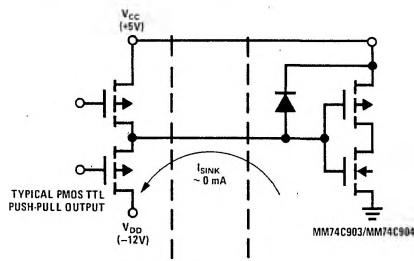 VCC
(+5V)
ISINK
~ 0 mA
TYPICAL PMOS TTL
PUSH-PULL OUTPUT
VDD
(−12V)
MM74C903/MM74C904